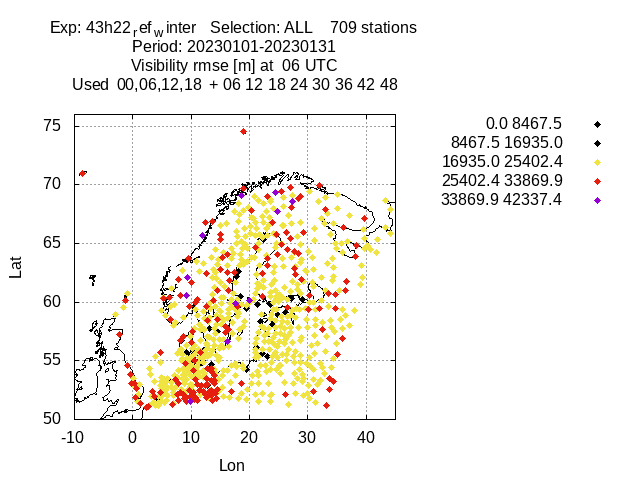 Exp: 43h22ref winter   Selection: ALL    709 stations
Period: 20230101-20230131
Visibility rmse [m] at  06 UTC
Used  00,06,12,18  + 06 12 18 24 30 36 42 48
0.0 8467.5
8467.5 16935.0
16935.0 25402.4
25402.4 33869.9
33869.9 42337.4
75
70
65
60
55
50
Lat
-10 0 10 20 30 40
Lon